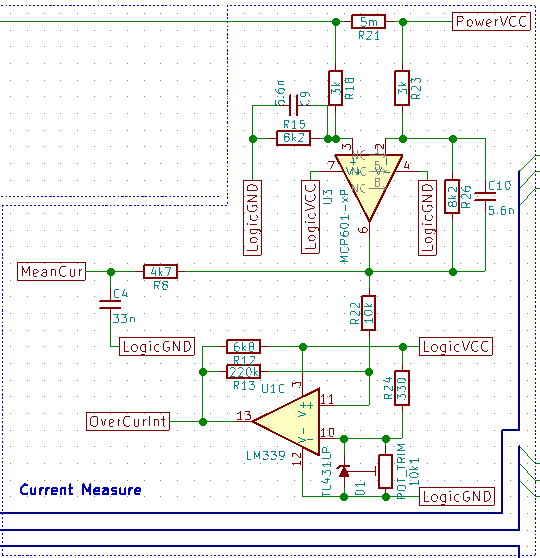 5m
R21
PowerVCC
5.6n
C9
3k
R18
3k
R23
R15
8k2
3
2
7
4
NC
V+
V-
NC
6
LogicGND
LogicVCC
U3
MCP601-xP
LogicGND
8k2
R26
C10
5.6n
MeanCur
4k7
R8
C4
33n
LogicGND
R22
10k
6k8
R12
220k
R13
LogicVCC
R24
330
U1C
3
11
V+
13
OverCurInt
10
V-
LM339
12
TL431LP
D1
POT_TRIM
10k1
LogicGND
Current Measure